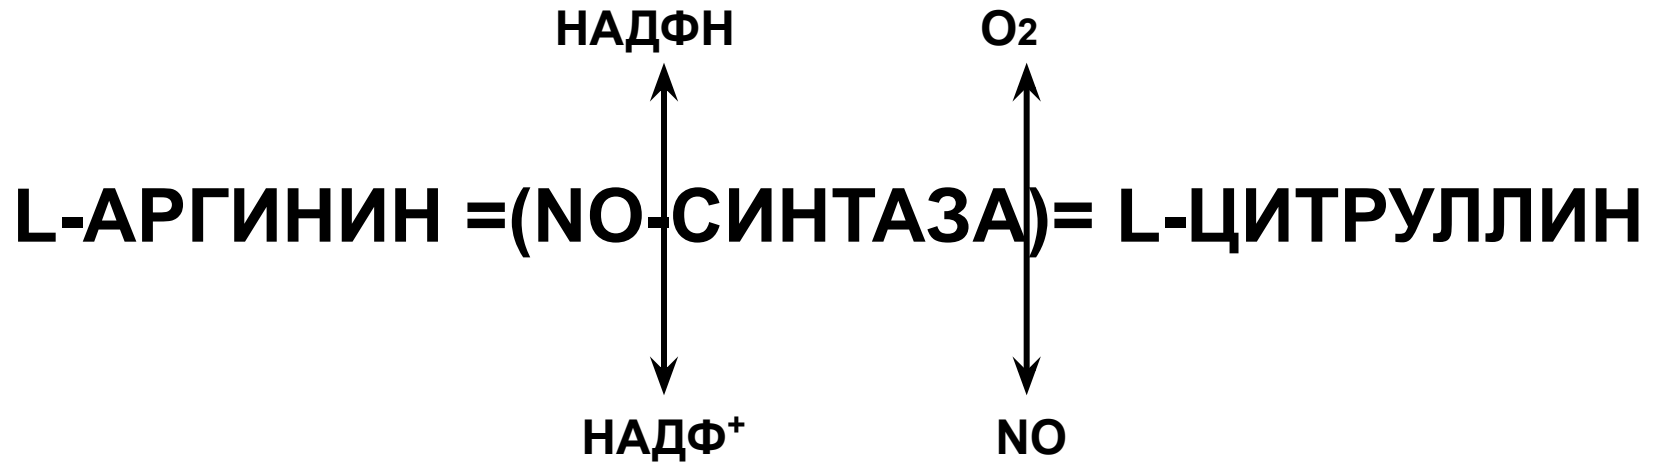 НАДФН O2
L-АРГИНИН =(NO-СИНТАЗА)= L-ЦИТРУЛЛИН
НАДФ⁺ NO